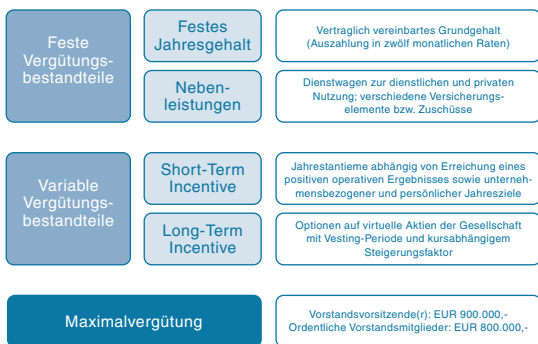 Feste
Vergütungs-
bestandteile
Festes
Jahresgehalt
Vertraglich vereinbartes Grundgehalt
(Auszahlung in zwölf monatlichen Raten)
Neben-
leistungen
Dienstwagen zur dienstlichen und privaten
Nutzung; verschiedene Versicherungs-
elemente bzw. Zuschüsse
Variable
Vergütungs-
bestandteile
Short-Term
Incentive
Jahrestantieme abhängig von Erreichung eines
positiven operativen Ergebnisses sowie unterneh-
mensbezogener und persönlicher Jahresziele
Long-Term
Incentive
Optionen auf virtuelle Aktien der Gesellschaft
mit Vesting-Periode und kursabhängigem
Steigerungsfaktor
Maximalvergütung
Vorstandsvorsitzende(r): EUR 900.000,-
Ordentliche Vorstandsmitglieder: EUR 800.000,-